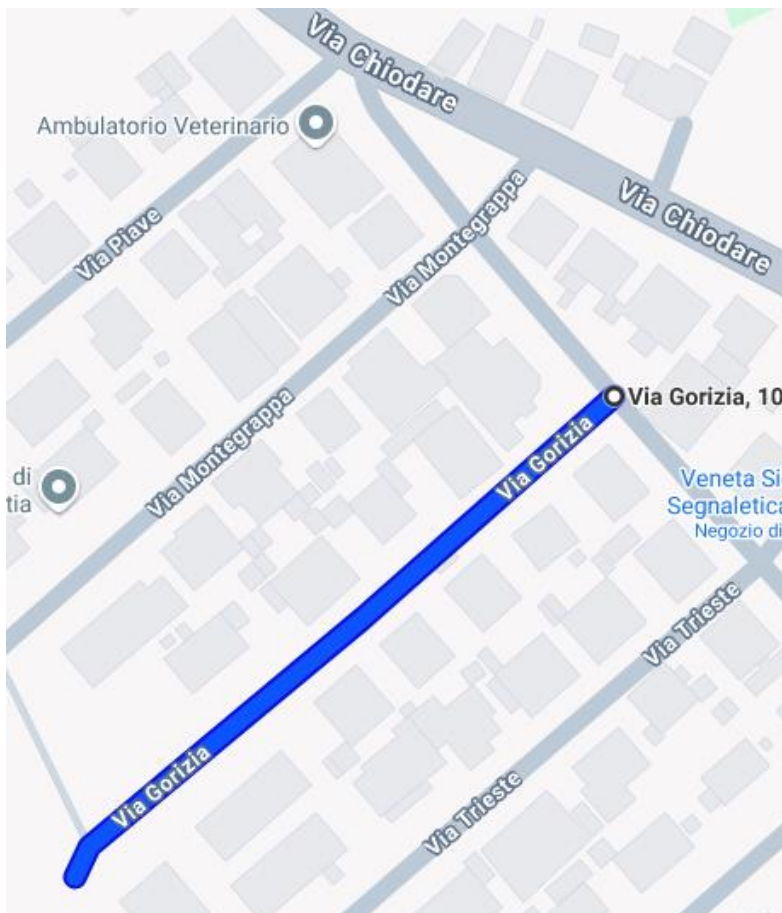 Via Chiodare
Ambulatorio Veterinario
Via Piave
Via Montegrappa
Via Chiodare
Via Montegrappa
Via Gorizia, 10
Via Gorizia
di
tia
Veneta Si
Segnaletica
Negozio di
Via Trieste
Via Gorizia
Via Trieste